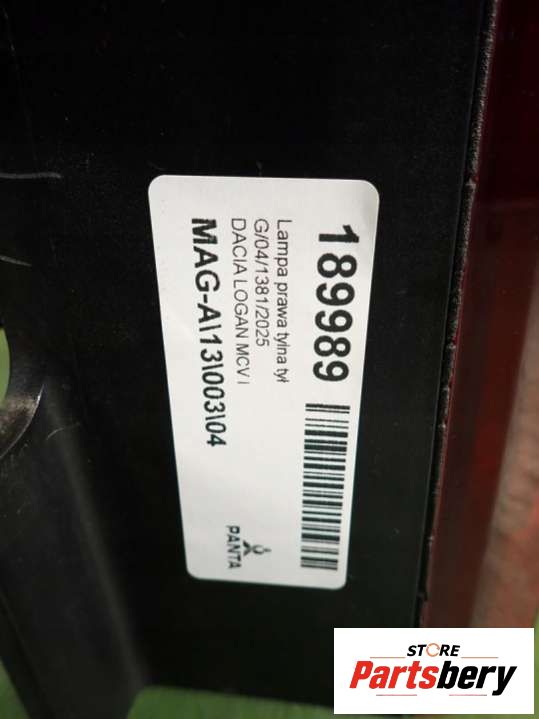 189989
Lampa prawa tylna tył
G/04/1381/2025
DACIA LOGAN MCV I
MAG-A\13\003\04
PANTA
STORE
Partsbery